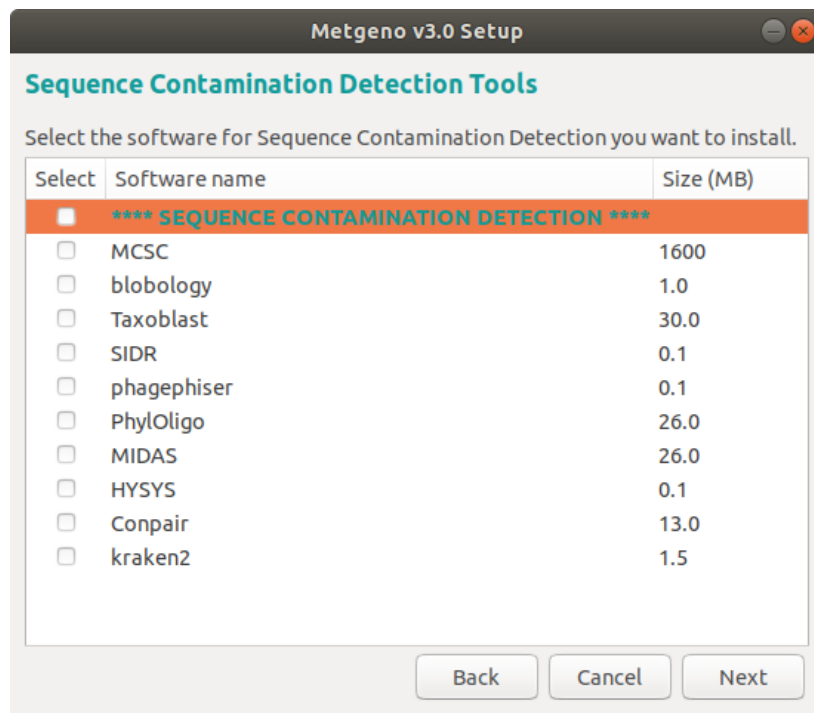 Metgeno v3.0 Setup
Sequence Contamination Detection Tools
Select the software for Sequence Contamination Detection you want to install.
Select Software name Size (MB)
**** SEQUENCE CONTAMINATION DETECTION ****
MCSC 1600
blobology 1.0
Taxoblast 30.0
SIDR 0.1
phagephiser 0.1
PhylOligo 26.0
MIDAS 26.0
HYSYS 0.1
Conpair 13.0
kraken2 1.5
Back Cancel Next